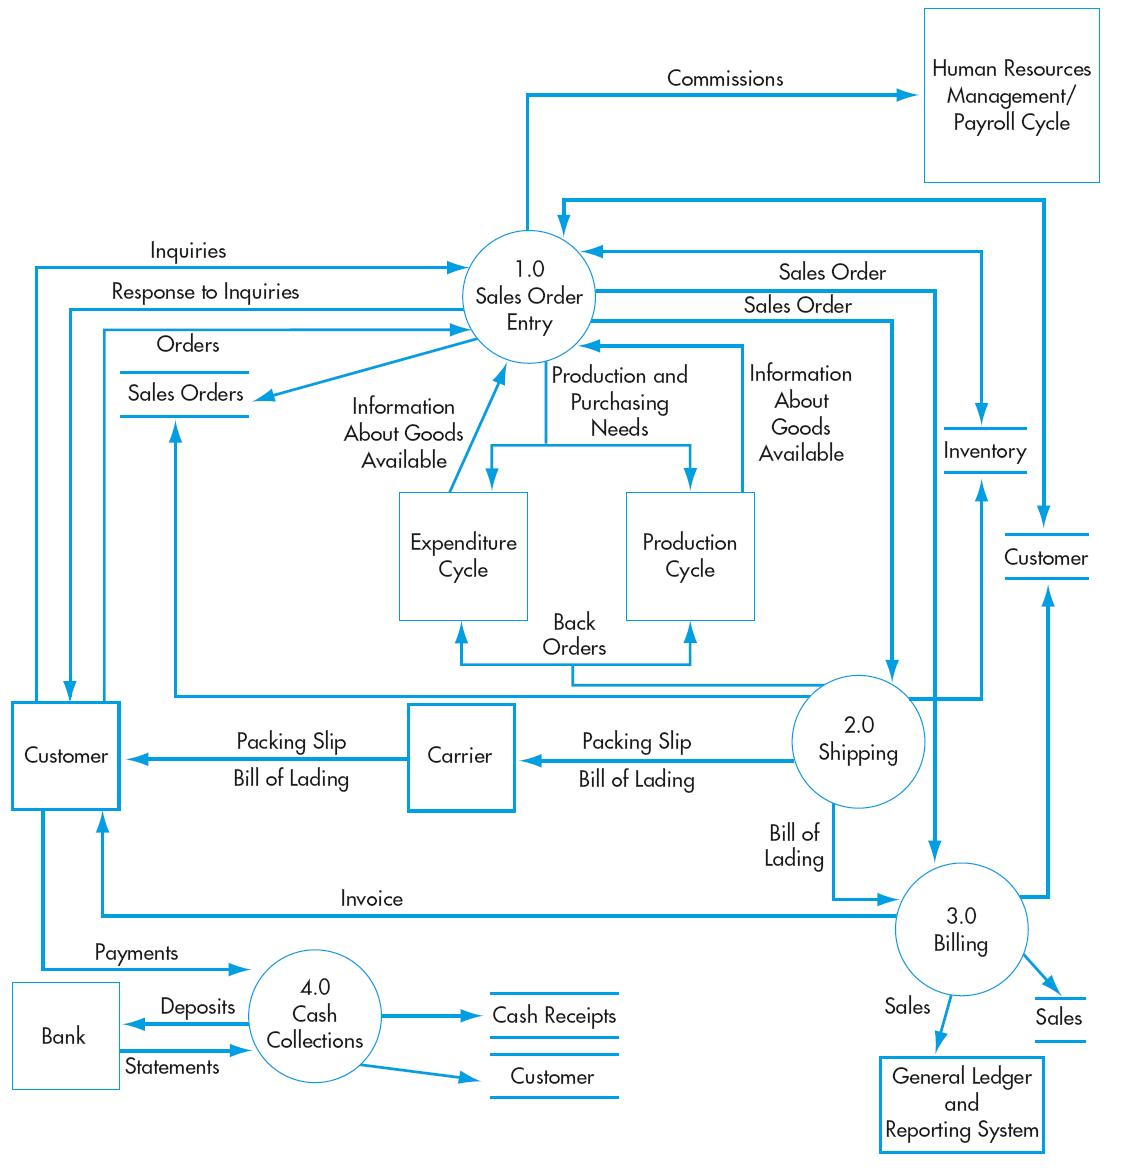 Commissions
Human Resources
Management/
Payroll Cycle
Inquiries
1.0
Sales Order
Entry
Sales Order
Response to Inquiries
Sales Order
Orders
Sales Orders
Information
About Goods
Available
Production and
Purchasing
Needs
Information
About
Goods
Available
Inventory
Expenditure
Cycle
Production
Cycle
Customer
Back
Orders
Customer
Packing Slip
Bill of Lading
Carrier
Packing Slip
Bill of Lading
2.0
Shipping
Bill of
Lading
Invoice
3.0
Billing
Payments
Bank
Deposits
Statements
4.0
Cash
Collections
Cash Receipts
Customer
Sales
Sales
General Ledger
and
Reporting System